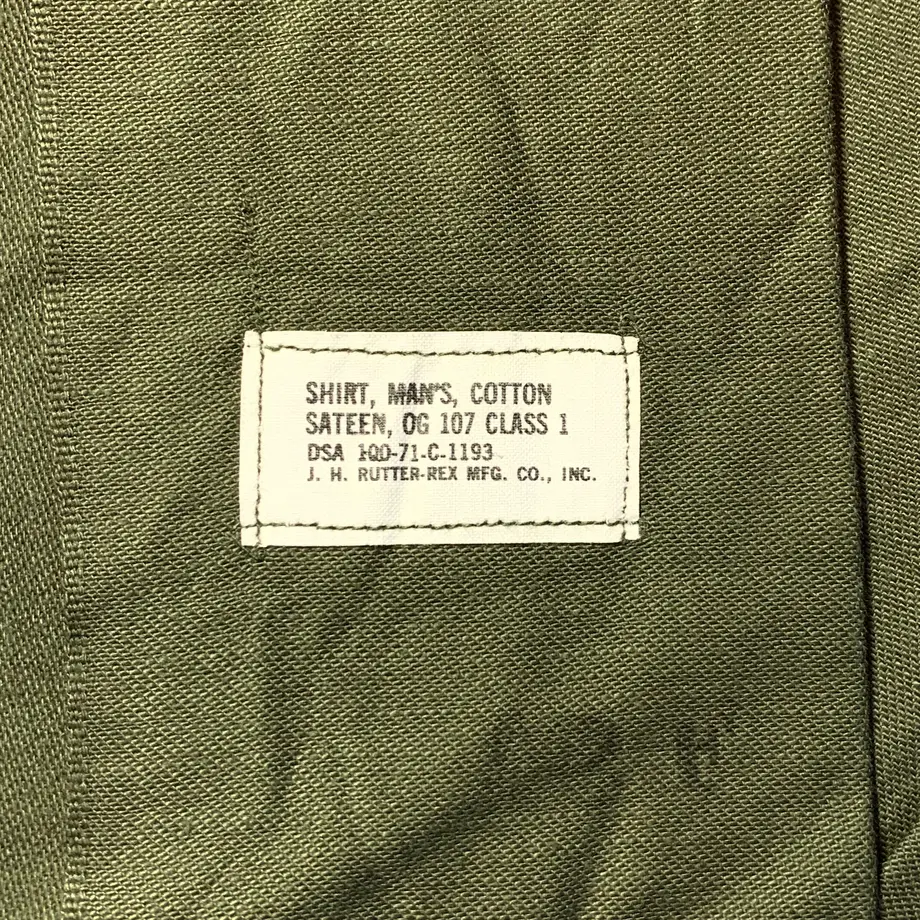 SHIRT, MAN'S, COTTON
SATEEN, OG 107 CLASS 1
DSA 100-71-C-1193
J. H. RUTTER-REX MFG. CO., INC.